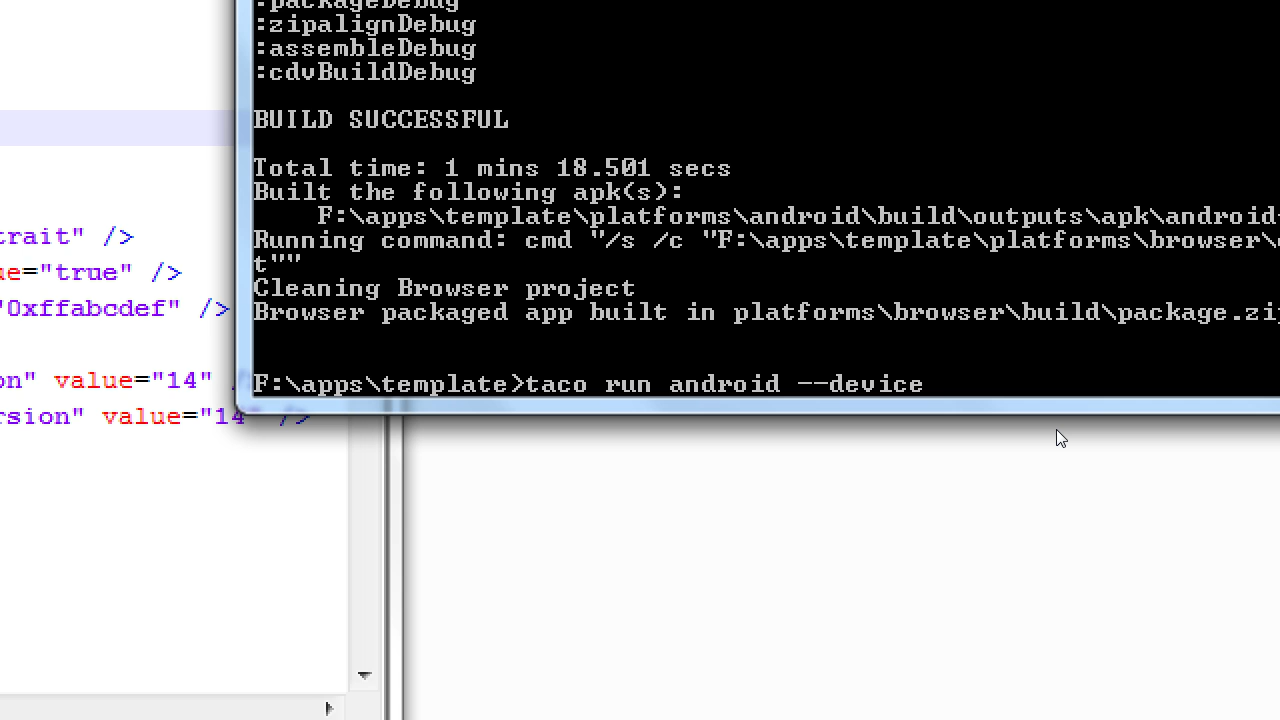 :packageDebug
:zipalignDebug
:assembleDebug
:cdvBuildDebug
BUILD SUCCESSFUL
Total time: 1 mins 18.501 secs
Built the following apk(s):
F:\apps\template\platforms\android\build\outputs\apk\android
Running command: cmd "/s /c "F:\apps\template\platforms\browser\
t""
Cleaning Browser project
Browser packaged app built in platforms\browser\build\package.zi
F:\apps\template>taco run android --device
trait" />
ue="true" />
"0xffabcdef" />
on" value="14" /
rsion" value="14" />